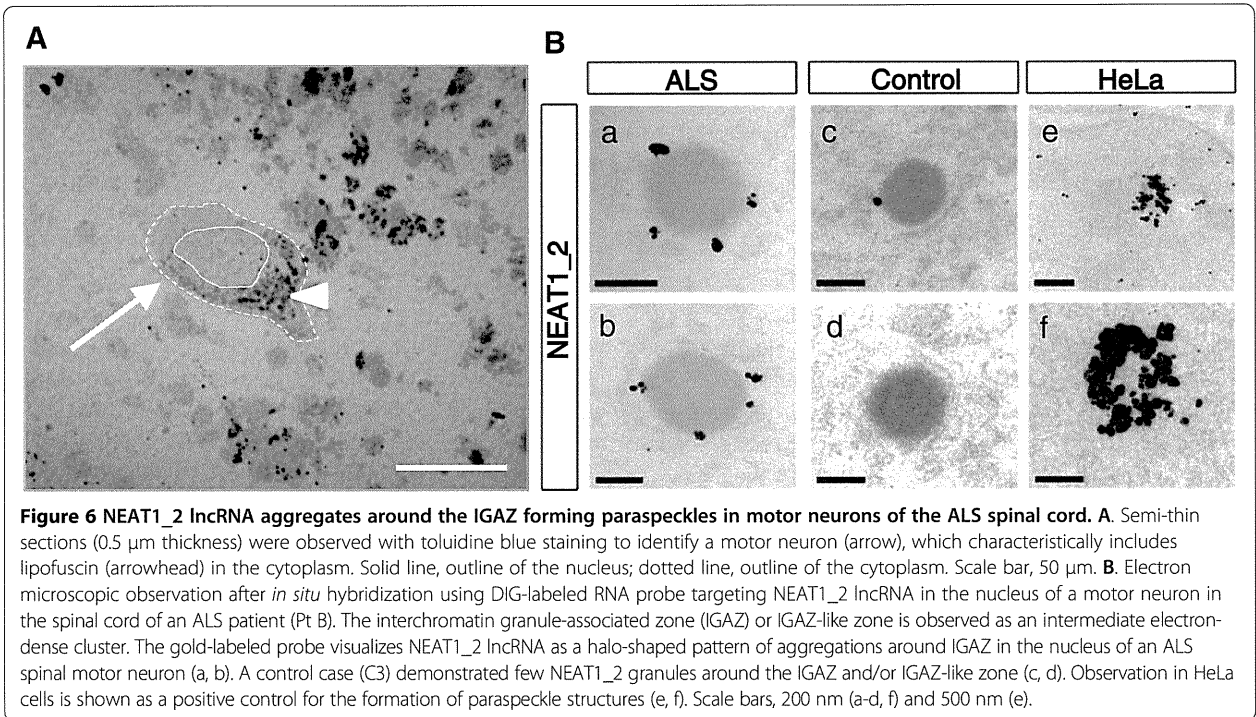 A
B
ALS
Control
HeLa
NEAT1_2
a
c
e
b
d
f
Figure 6 NEAT1_2 lncRNA aggregates around the IGAZ forming paraspeckles in motor neurons of the ALS spinal cord. A. Semi-thin
sections (0.5 μm thickness) were observed with toluidine blue staining to identify a motor neuron (arrow), which characteristically includes
lipofuscin (arrowhead) in the cytoplasm. Solid line, outline of the nucleus; dotted line, outline of the cytoplasm. Scale bar, 50 μm. B. Electron
microscopic observation after in situ hybridization using DIG-labeled RNA probe targeting NEAT1_2 lncRNA in the nucleus of a motor neuron in
the spinal cord of an ALS patient (Pt B). The interchromatin granule-associated zone (IGAZ) or IGAZ-like zone is observed as an intermediate electron-
dense cluster. The gold-labeled probe visualizes NEAT1_2 lncRNA as a halo-shaped pattern of aggregations around IGAZ in the nucleus of an ALS
spinal motor neuron (a, b). A control case (C3) demonstrated few NEAT1_2 granules around the IGAZ and/or IGAZ-like zone (c, d). Observation in HeLa
cells is shown as a positive control for the formation of paraspeckle structures (e, f). Scale bars, 200 nm (a-d, f) and 500 nm (e).